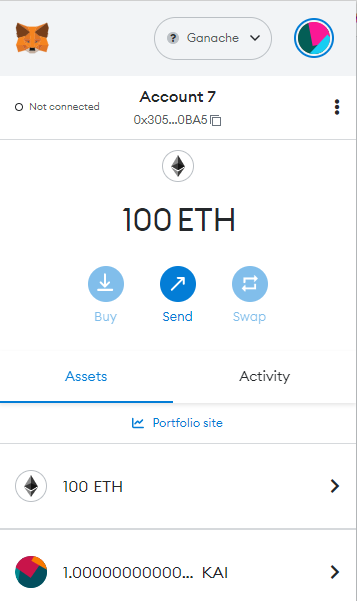 Ganache
Not connected
Account 7
0x305...0BA5
100 ETH
Buy
Send
Swap
Assets
Activity
Portfolio site
100 ETH
1.00000000000... KAI